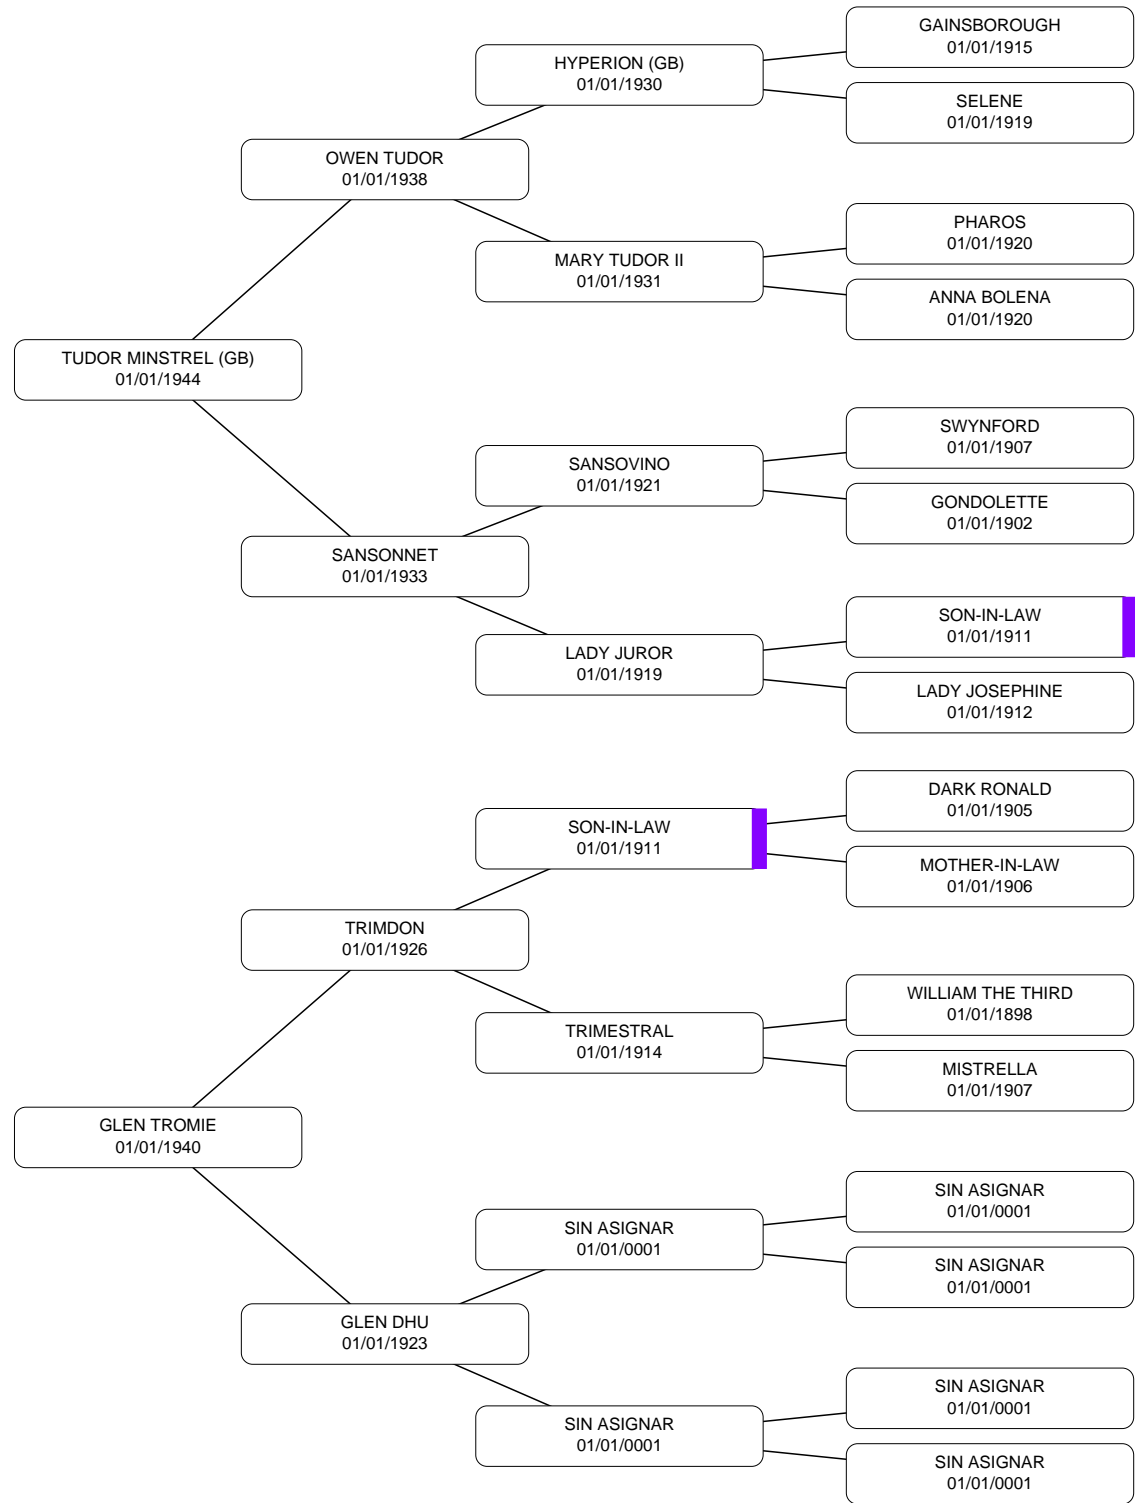 GAINSBOROUGH
01/01/1915
HYPERION (GB)
01/01/1930
SELENE
01/01/1919
OWEN TUDOR
01/01/1938
PHAROS
01/01/1920
MARY TUDOR II
01/01/1931
ANNA BOLENA
01/01/1920
TUDOR MINSTREL (GB)
01/01/1944
SWYNFORD
01/01/1907
SANSOVINO
01/01/1921
GONDOLETTE
01/01/1902
SANSONNET
01/01/1933
SON-IN-LAW
01/01/1911
LADY JUROR
01/01/1919
LADY JOSEPHINE
01/01/1912
DARK RONALD
01/01/1905
SON-IN-LAW
01/01/1911
MOTHER-IN-LAW
01/01/1906
TRIMDON
01/01/1926
WILLIAM THE THIRD
01/01/1898
TRIMESTRAL
01/01/1914
MISTRELLA
01/01/1907
GLEN TROMIE
01/01/1940
SIN ASIGNAR
01/01/0001
SIN ASIGNAR
01/01/0001
SIN ASIGNAR
01/01/0001
GLEN DHU
01/01/1923
SIN ASIGNAR
01/01/0001
SIN ASIGNAR
01/01/0001
SIN ASIGNAR
01/01/0001